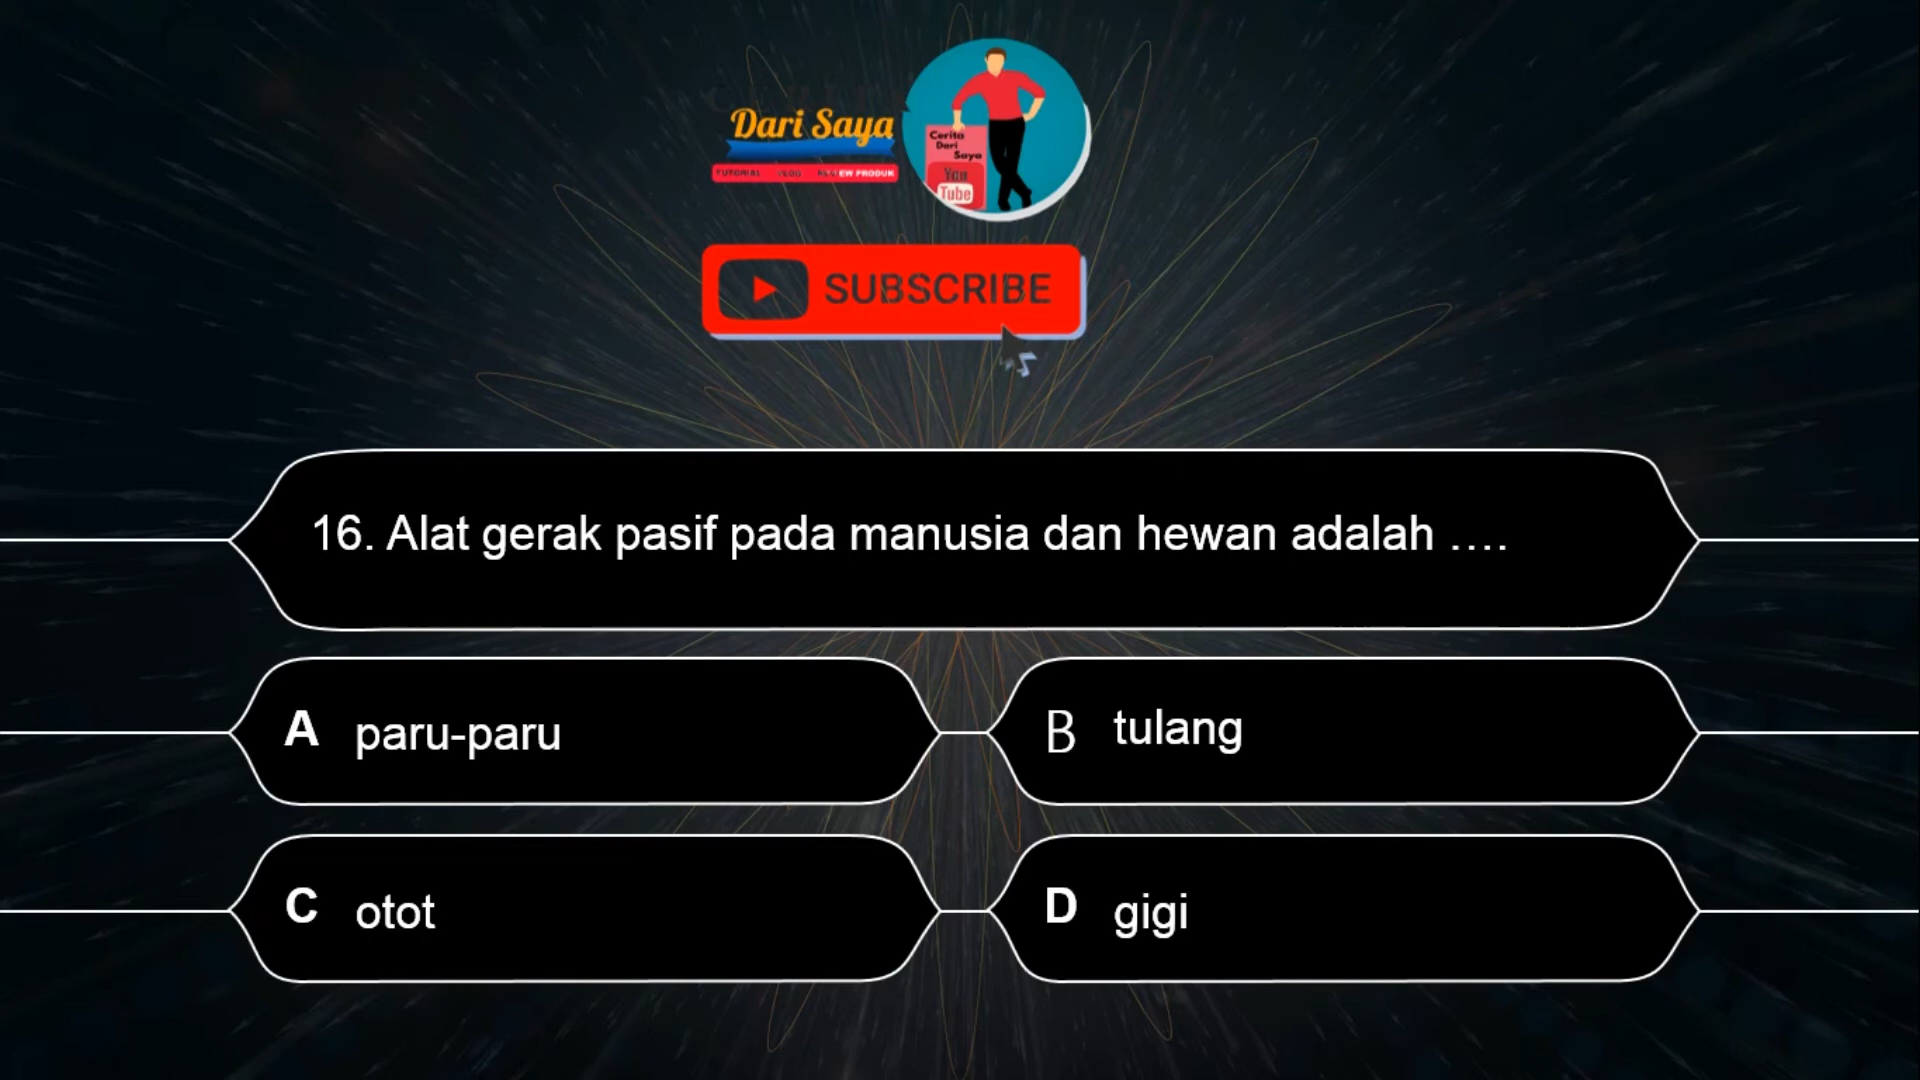 Dari Saya
TUTORIAL VLOG REVIEW PRODUK
Cerita
Dari
Saya
You
Tube
SUBSCRIBE
16. Alat gerak pasif pada manusia dan hewan adalah ....
A paru-paru
B tulang
C otot
D gigi